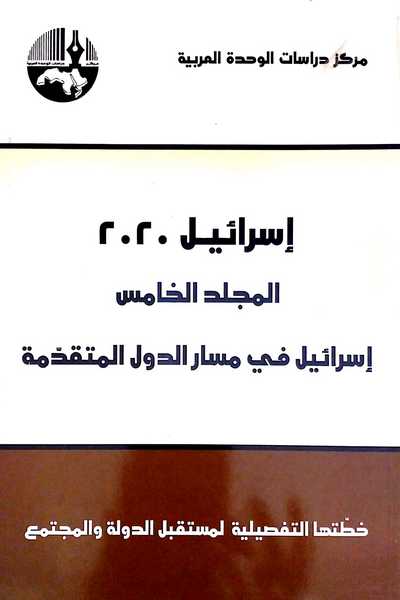 مركز دراسات الوحدة العربية
إسرائيل ٢٠٢٠
المجلد الخامس
إسرائيل في مسار الدول المتقدّمة
خطّتها التفصيلية لمستقبل الدولة والمجتمع